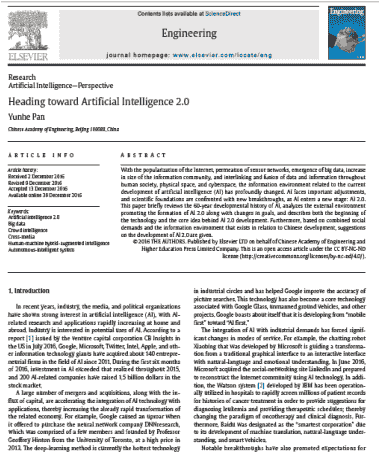 Contents lists available at ScienceDirect
Engineering
journal homepage: www.elsevier.com/locate/eng
ELSEVIER
Engineering
Research
Artificial Intelligence—Perspective
Heading toward Artificial Intelligence 2.0
Yunhe Pan
Chinese Academy of Engineering, Beijing 100088, China
ARTICLE INFO
Article history:
Received 2 December 2016
Revised 9 December 2016
Accepted 13 December 2016
Available online 20 December 2016
Keywords:
Artificial intelligence 2.0
Big data
Crowd intelligence
Cross-media
Human-machine hybrid-augmented intelligence
Autonomous-intelligent system
ABSTRACT
With the popularization of the Internet, permeation of sensor networks, emergence of big data, increase
in size of the information community, and interlinking and fusion of data and information throughout
human society, physical space, and cyberspace, the information environment related to the current
development of artificial intelligence (AI) has profoundly changed. AI faces important adjustments,
and scientific foundations are confronted with new breakthroughs, as AI enters a new stage: AI 2.0.
This paper briefly reviews the 60-year developmental history of AI, analyzes the external environment
promoting the formation of AI 2.0 along with changes in goals, and describes both the beginning of
the technology and the core idea behind AI 2.0 development. Furthermore, based on combined social
demands and the information environment that exists in relation to Chinese development, suggestions
on the development of AI 2.0 are given.
© 2016 THE AUTHORS. Published by Elsevier LTD on behalf of Chinese Academy of Engineering and
Higher Education Press Limited Company. This is an open access article under the CC BY-NC-ND
license (http://creativecommons.org/licenses/by-nc-nd/4.0/).
1. Introduction
In recent years, industry, the media, and political organizations
have shown strong interest in artificial intelligence (AI), with AI-
related research and applications rapidly increasing at home and
abroad. Industry is interested in potential uses of AI. According to a
report [1] issued by the venture capital corporation CB Insights in
the US in July 2016, Google, Microsoft, Twitter, Intel, Apple, and oth-
er information technology giants have acquired about 140 entrepre-
neurial firms in the field of AI since 2011. During the first six months
of 2016, investment in AI exceeded that realized throughout 2015,
and 200 AI-related companies have raised 1.5 billion dollars in the
stock market.
A large number of mergers and acquisitions, along with the in-
flux of capital, are accelerating the integration of AI technology with
applications, thereby increasing the already rapid transformation of
the related economy. For example, Google caused an uproar when
it offered to purchase the neural network company DNNresearch,
which was comprised of a few members and founded by Professor
Geoffrey Hinton from the University of Toronto, at a high price in
2013. The deep-learning method is currently the hottest technology
in industrial circles and has helped Google improve the accuracy of
picture searches. This technology has also become a core technology
associated with Google Glass, unmanned ground vehicles, and other
projects. Google boasts about itself that it is developing from "mobile
first" toward "AI first."
The integration of AI with industrial demands has forced signif-
icant changes in modes of service. For example, the chatting robot
Xiaobing that was developed by Microsoft is guiding a transforma-
tion from a traditional graphical interface to an interactive interface
with natural-language and emotional understanding. In June 2016,
Microsoft acquired the social-networking site LinkedIn and prepared
to reconstruct the Internet community using AI technology. In addi-
tion, the Watson system [2] developed by IBM has been operation-
ally utilized in hospitals to rapidly access millions of patient records
for histories of cancer treatment in order to provide suggestions for
diagnosing leukemia and providing therapeutic schedules; thereby
changing the paradigm of oncotherapy and clinical diagnosis. Fur-
thermore, Baidu was designated as the "smartest corporation" due
to its development of machine translation, natural-language under-
standing, and smart vehicles.
Notable breakthroughs have also promoted expectations for